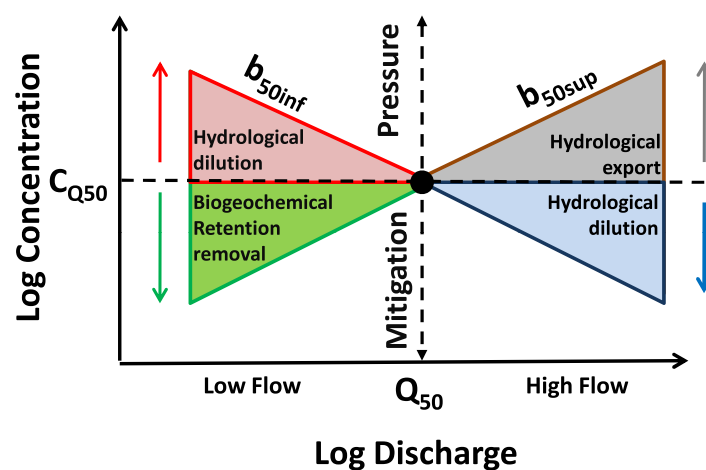 Log Concentration
C_Q50
b_50inf
Hydrological
dilution
Biogeochemical
Retention
removal
Pressure
Mitigation
b_50sup
Hydrological
export
Hydrological
dilution
Low Flow
Q_50
High Flow
Log Discharge